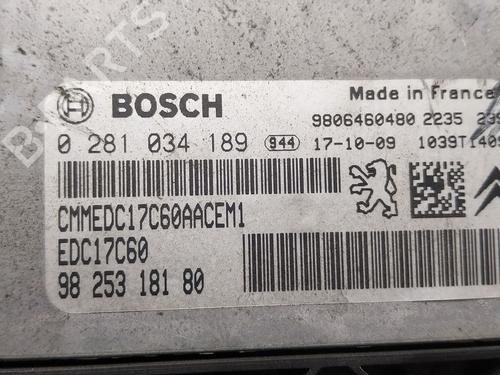 B-PARTS
BOSCH
Made in France
0 281 034 189
944
9806460480 2235
17-10-09
CMMEDC17C60AACEM1
EDC17C60
98 253 181 80